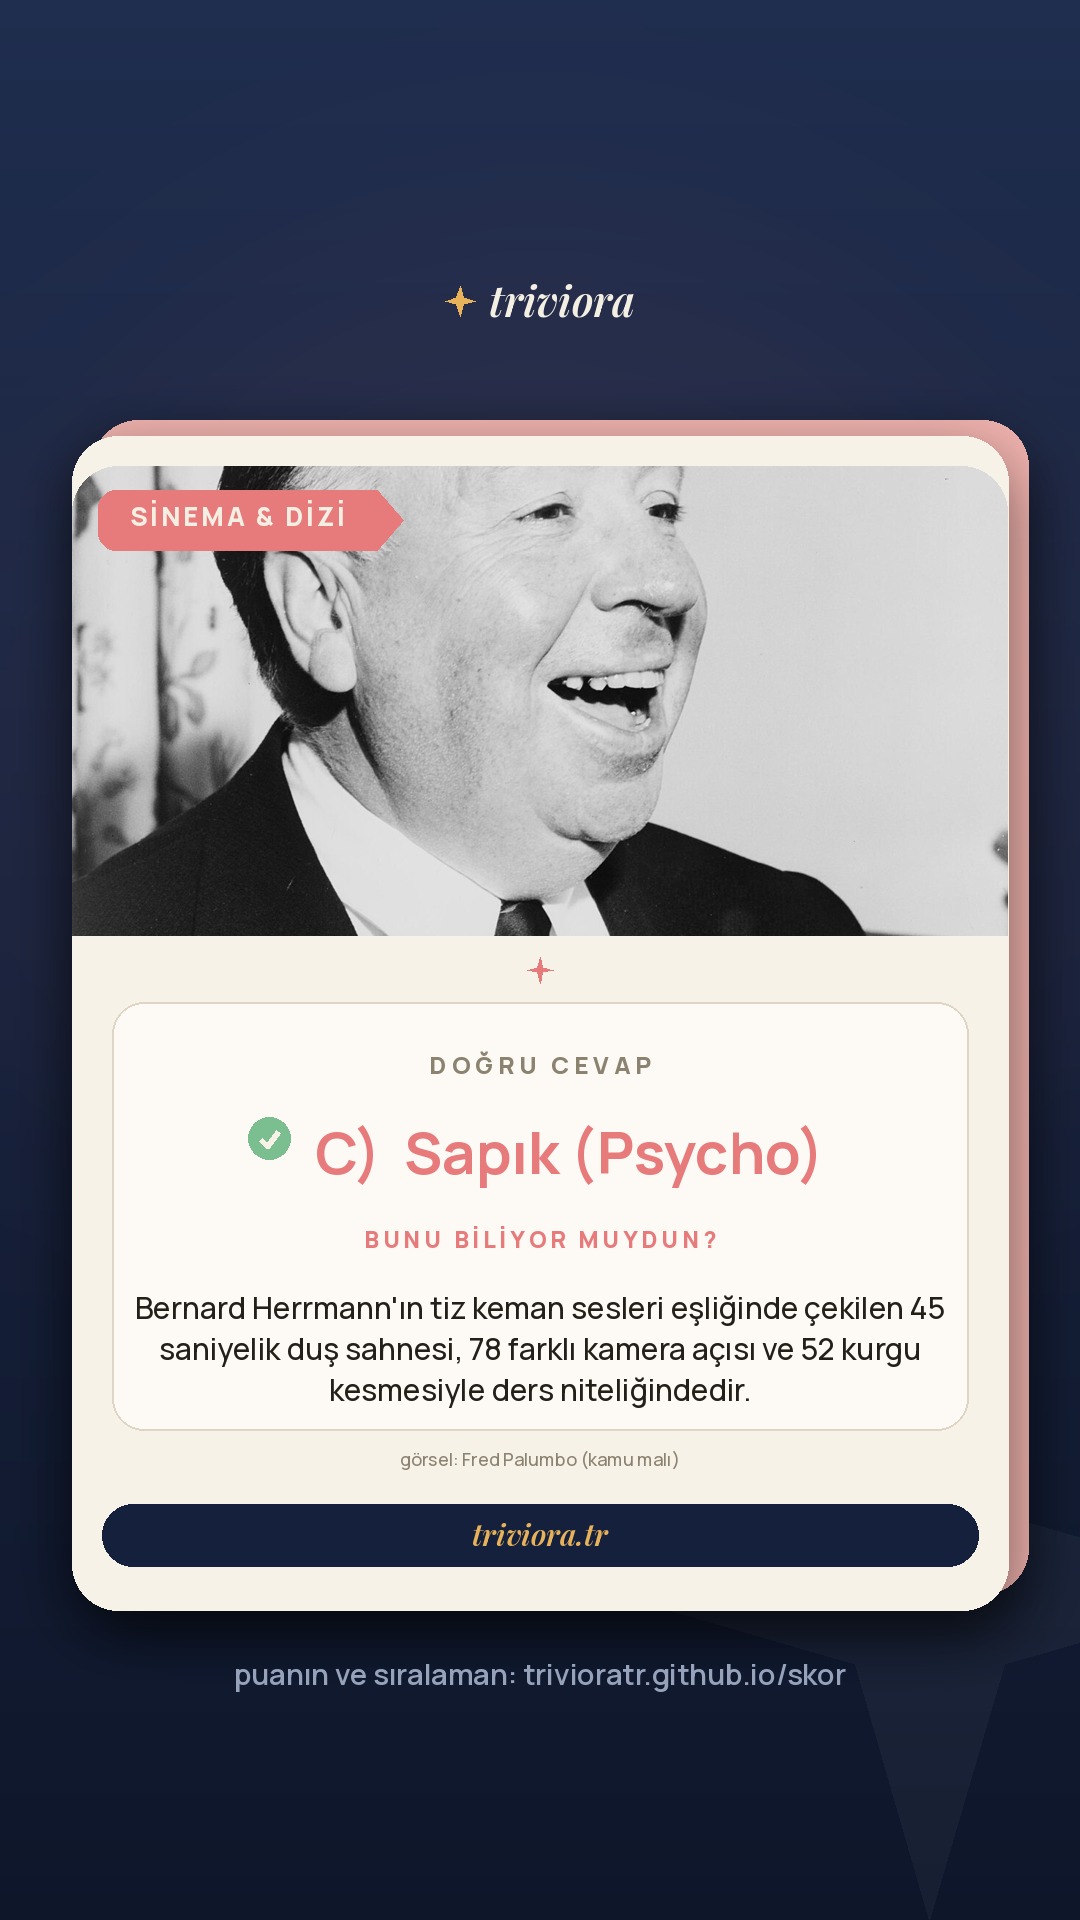 triviora
SİNEMA & DİZİ
DOĞRU CEVAP
C) Sapık (Psycho)
BUNU BİLİYOR MUYDUN?
Bernard Herrmann'ın tiz keman sesleri eşliğinde çekilen 45
saniyelik duş sahnesi, 78 farklı kamera açısı ve 52 kurgu
kesmesiyle ders niteliğindedir.
görsel: Fred Palumbo (kamu malı)
triviora.tr
puanın ve sıralaman: trivioratr.github.io/skor